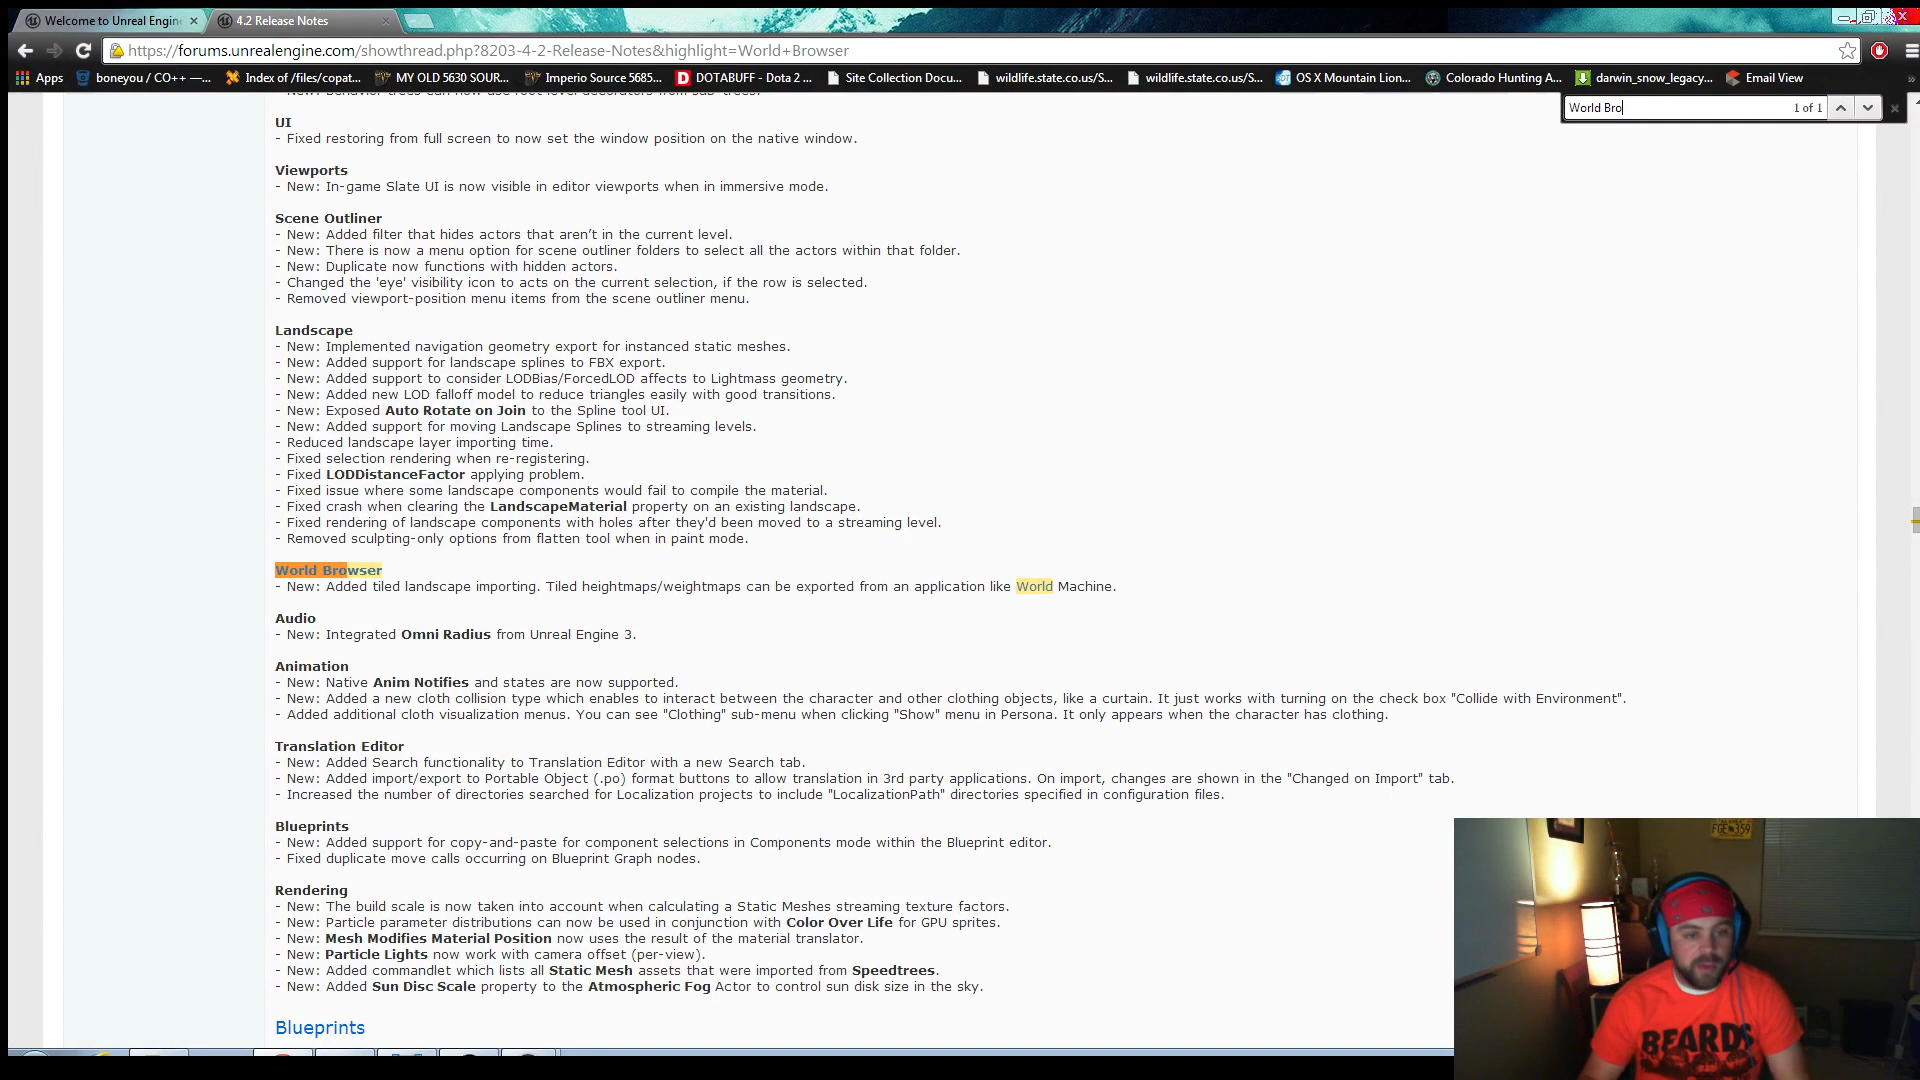 Welcome to Unreal Engin
4.2 Release Notes
https://forums.unrealengine.com/showthread.php?8203-4-2-Release-Notes&highlight=World+Browser
Apps
boneyou / CO++ —...
Index of /files/copat...
MY OLD 5630 SOUR...
Imperio Source 5685...
DOTABUFF - Dota 2 ...
Site Collection Docu...
wildlife.state.co.us/S...
wildlife.state.co.us/S...
OS X Mountain Lion...
Colorado Hunting A...
darwin_snow_legacy...
Email View
World Bro
1 of 1
- New: Behavior trees can now use root level decorators from sub-trees.
UI
- Fixed restoring from full screen to now set the window position on the native window.
Viewports
- New: In-game Slate UI is now visible in editor viewports when in immersive mode.
Scene Outliner
- New: Added filter that hides actors that aren’t in the current level.
- New: There is now a menu option for scene outliner folders to select all the actors within that folder.
- New: Duplicate now functions with hidden actors.
- Changed the 'eye' visibility icon to acts on the current selection, if the row is selected.
- Removed viewport-position menu items from the scene outliner menu.
Landscape
- New: Implemented navigation geometry export for instanced static meshes.
- New: Added support for landscape splines to FBX export.
- New: Added support to consider LODBias/ForcedLOD affects to Lightmass geometry.
- New: Added new LOD falloff model to reduce triangles easily with good transitions.
- New: Exposed Auto Rotate on Join to the Spline tool UI.
- New: Added support for moving Landscape Splines to streaming levels.
- Reduced landscape layer importing time.
- Fixed selection rendering when re-registering.
- Fixed LODDistanceFactor applying problem.
- Fixed issue where some landscape components would fail to compile the material.
- Fixed crash when clearing the LandscapeMaterial property on an existing landscape.
- Fixed rendering of landscape components with holes after they'd been moved to a streaming level.
- Removed sculpting-only options from flatten tool when in paint mode.
World Browser
- New: Added tiled landscape importing. Tiled heightmaps/weightmaps can be exported from an application like World Machine.
Audio
- New: Integrated Omni Radius from Unreal Engine 3.
Animation
- New: Native Anim Notifies and states are now supported.
- New: Added a new cloth collision type which enables to interact between the character and other clothing objects, like a curtain. It just works with turning on the check box "Collide with Environment".
- Added additional cloth visualization menus. You can see "Clothing" sub-menu when clicking "Show" menu in Persona. It only appears when the character has clothing.
Translation Editor
- New: Added Search functionality to Translation Editor with a new Search tab.
- New: Added import/export to Portable Object (.po) format buttons to allow translation in 3rd party applications. On import, changes are shown in the "Changed on Import" tab.
- Increased the number of directories searched for Localization projects to include "LocalizationPath" directories specified in configuration files.
Blueprints
- New: Added support for copy-and-paste for component selections in Components mode within the Blueprint editor.
- Fixed duplicate move calls occurring on Blueprint Graph nodes.
Rendering
- New: The build scale is now taken into account when calculating a Static Meshes streaming texture factors.
- New: Particle parameter distributions can now be used in conjunction with Color Over Life for GPU sprites.
- New: Mesh Modifies Material Position now uses the result of the material translator.
- New: Particle Lights now work with camera offset (per-view).
- New: Added commandlet which lists all Static Mesh assets that were imported from Speedtrees.
- New: Added Sun Disc Scale property to the Atmospheric Fog Actor to control sun disk size in the sky.
Blueprints
BEARDS